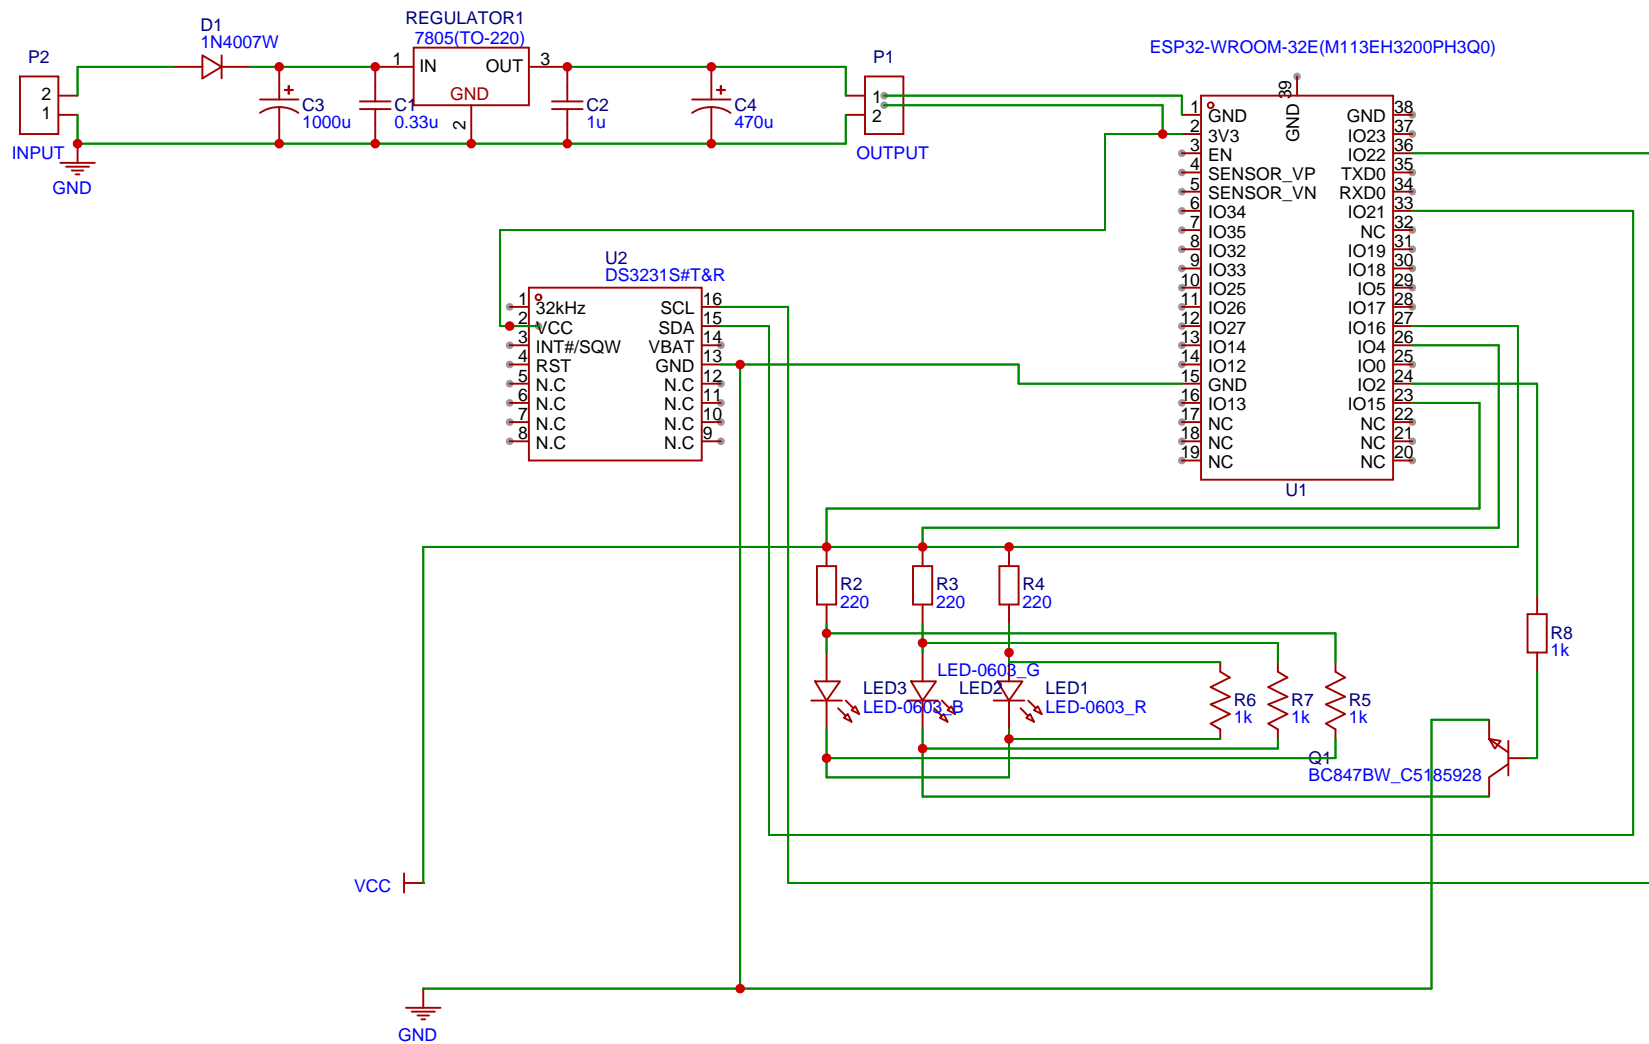 P2
2
1
INPUT
GND
D1
1N4007W
C3
1000u
C1
0.33u
REGULATOR1
7805(TO-220)
1
IN
OUT
3
GND
2
C2
1u
C4
470u
P1
1
2
OUTPUT
ESP32-WROOM-32E(M113EH3200PH3Q0)
39
GND
1 GND
2 3V3
3 EN
4 SENSOR_VP
5 SENSOR_VN
6 IO34
7 IO35
8 IO32
9 IO33
10 IO25
11 IO26
12 IO27
13 IO14
14 IO12
15 GND
16 IO13
17 NC
18 NC
19 NC
GND 38
IO23 37
IO22 36
TXD0 35
RXD0 34
IO21 33
NC 32
IO19 31
IO18 30
IO5 29
IO17 28
IO16 27
IO4 26
IO0 25
IO2 24
IO15 23
NC 22
NC 21
NC 20
U1
U2
DS3231S#T&R
1 32kHz
2 VCC
3 INT#/SQW
4 RST
5 N.C
6 N.C
7 N.C
8 N.C
SCL 16
SDA 15
VBAT 14
GND 13
N.C 12
N.C 11
N.C 10
N.C 9
R2
220
R3
220
R4
220
LED3
LED-0603_B
LED-0603_G
LED2
LED1
LED-0603_R
R6
1k
R7
1k
R5
1k
R8
1k
Q1
BC847BW_C5185928
VCC
GND